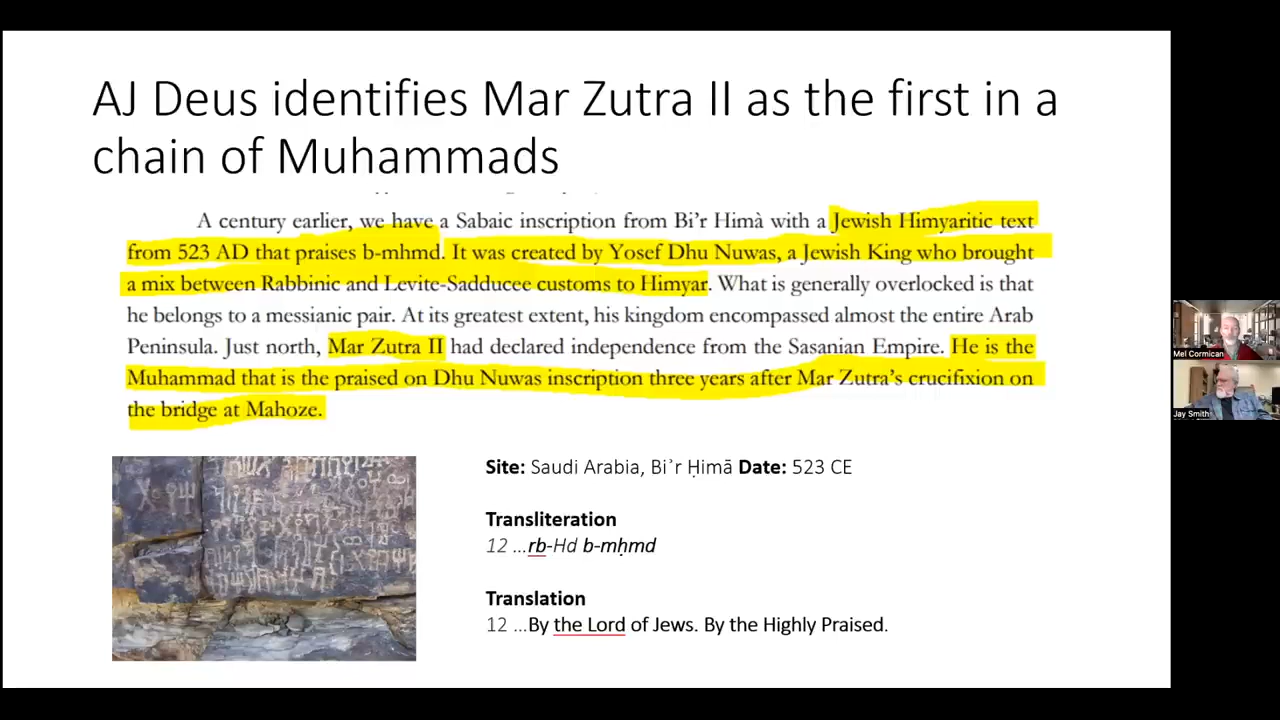 AJ Deus identifies Mar Zutra II as the first in a
chain of Muhammads
A century earlier, we have a Sabaic inscription from Bi’r Himà with a Jewish Himyaritic text
from 523 AD that praises b-mhmd. It was created by Yosef Dhu Nuwas, a Jewish King who brought
a mix between Rabbinic and Levite-Sadducee customs to Himyar. What is generally overlooked is that
he belongs to a messianic pair. At its greatest extent, his kingdom encompassed almost the entire Arab
Peninsula. Just north, Mar Zutra II had declared independence from the Sasanian Empire. He is the
Muhammad that is the praised on Dhu Nuwas inscription three years after Mar Zutra’s crucifixion on
the bridge at Mahoze.
Site: Saudi Arabia, Biʾr Ḥimā Date: 523 CE
Transliteration
12 ...rb-Hd b-mḥmd
Translation
12 ...By the Lord of Jews. By the Highly Praised.
Mel Cormican
Jay Smith